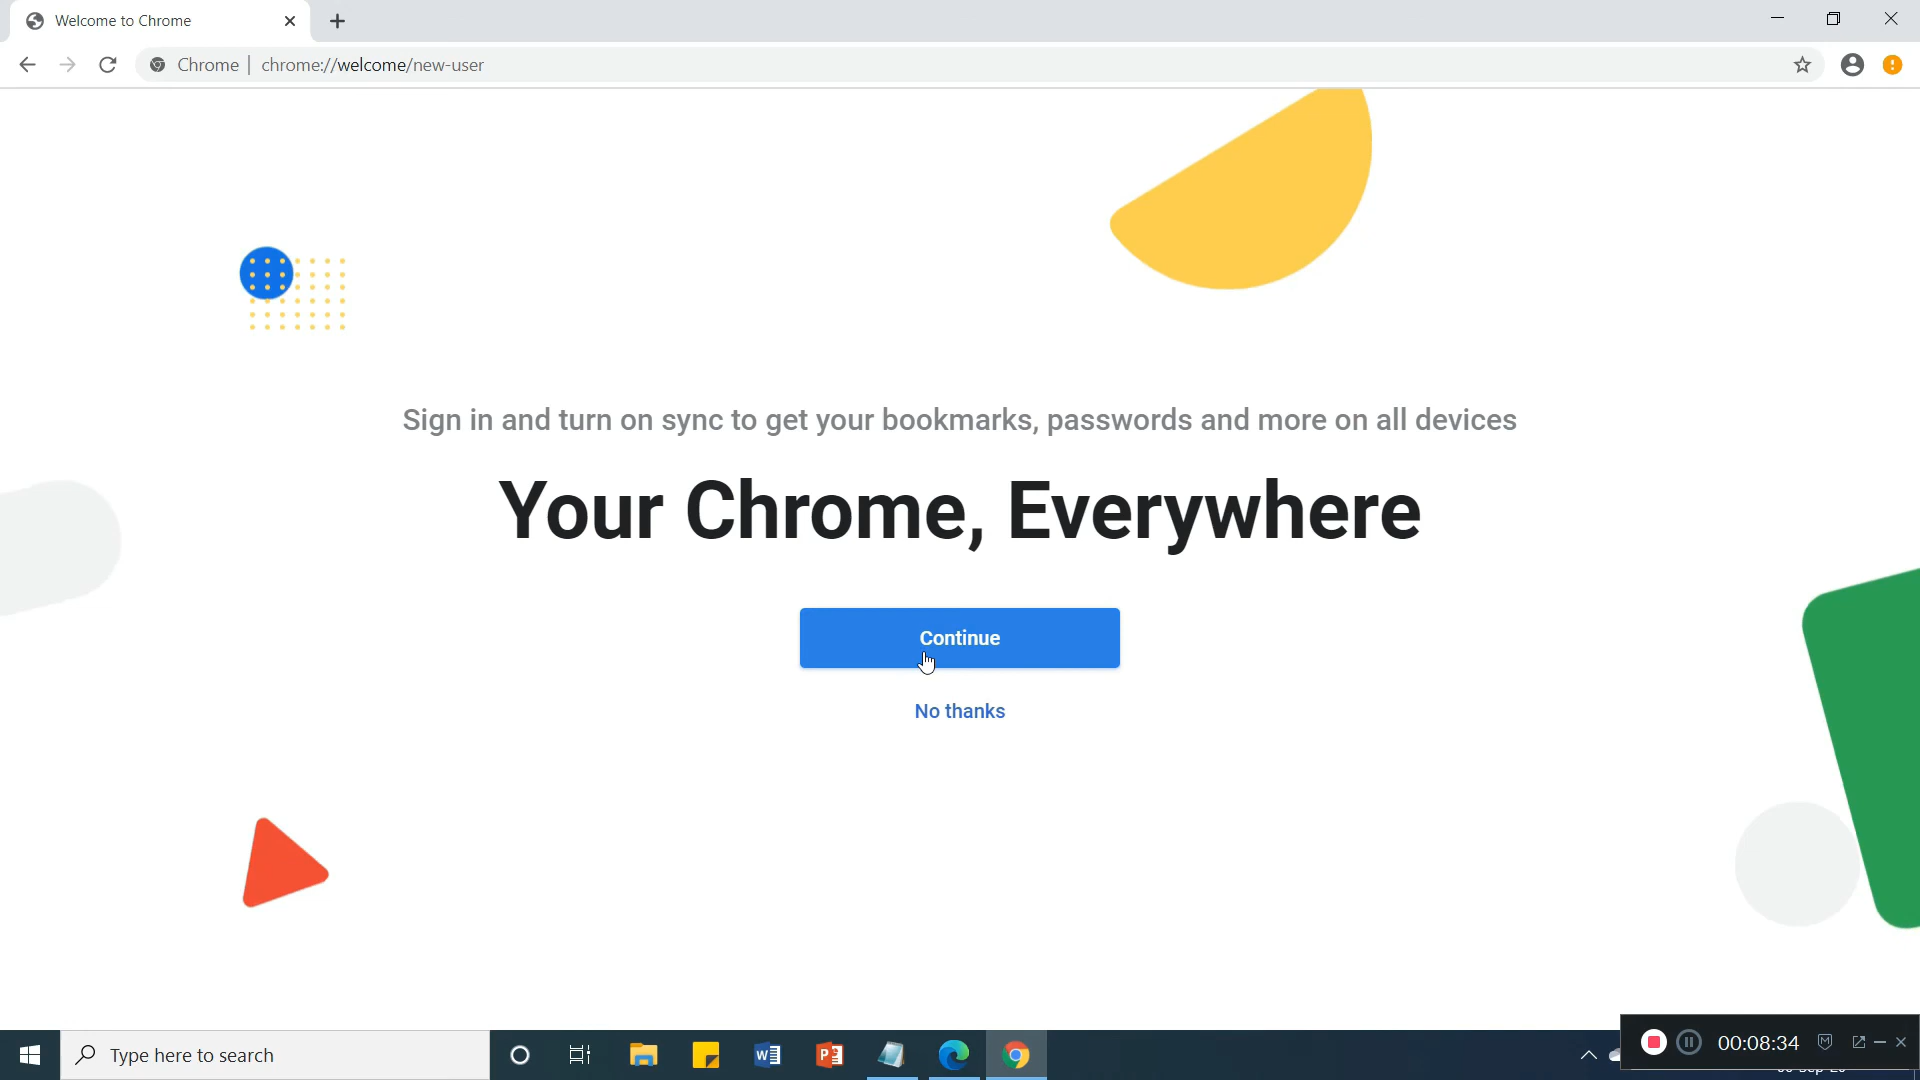 Welcome to Chrome
Chrome | chrome://welcome/new-user
Sign in and turn on sync to get your bookmarks, passwords and more on all devices
Your Chrome, Everywhere
Continue
No thanks
Type here to search
00:08:34